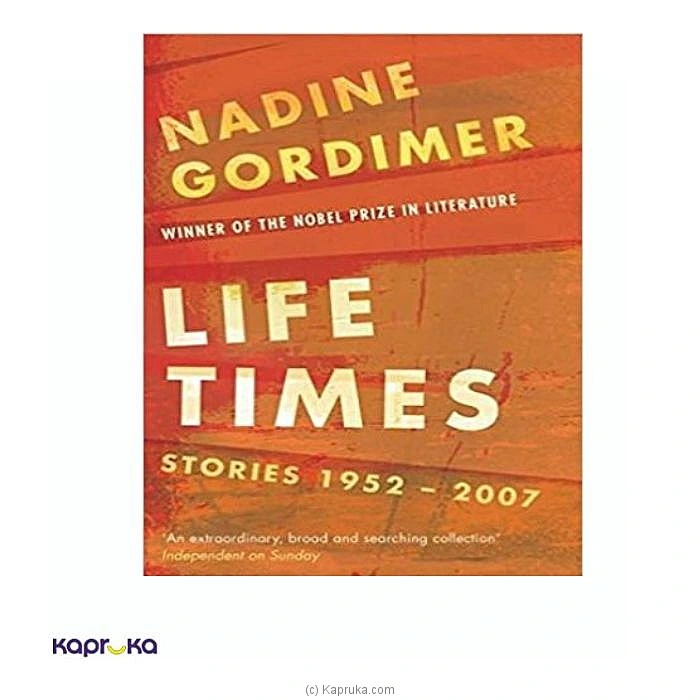 NADINE
GORDIMER
WINNER OF THE NOBEL PRIZE IN LITERATURE
LIFE
TIMES
STORIES 1952 – 2007
'An extraordinary, broad and searching collection'
Independent on Sunday
kapruka
(c) Kapruka.com